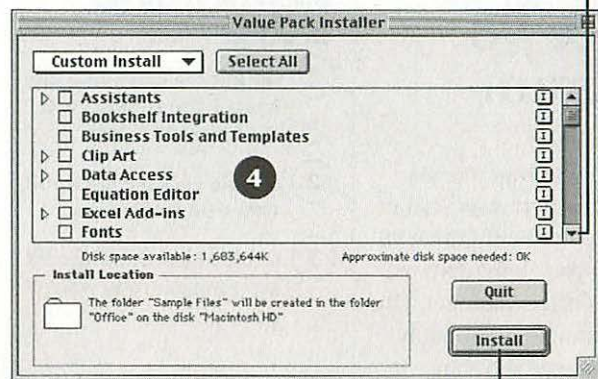 Value Pack Installer
Custom Install Select All
Assistants
Bookshelf Integration
Business Tools and Templates
Clip Art
Data Access
Equation Editor
Excel Add-ins
Fonts
4
Disk space available: 1,683,644K Approximate disk space needed: 0K
Install Location
The folder "Sample Files" will be created in the folder
"Office" on the disk "Macintosh HD"
Quit
Install